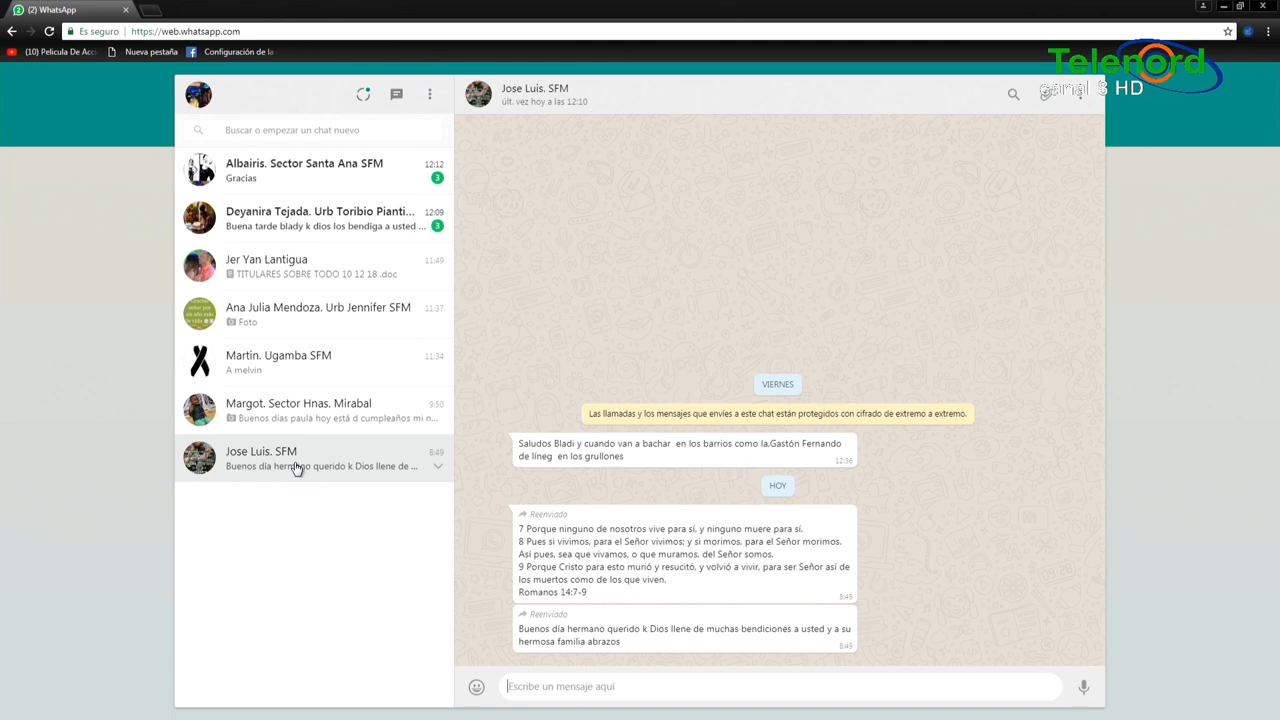 (2) WhatsApp
Es seguro
https://web.whatsapp.com
(10) Pelicula De Acci
Nueva pestaña
Configuración de la
Telenord
canal 8 HD
Buscar o empezar un chat nuevo
Albairis. Sector Santa Ana SFM 12:12
Gracias 3
Deyanira Tejada. Urb Toribio Pianti... 12:09
Buena tarde blady k dios los bendiga a usted ... 3
Jer Yan Lantigua 11:49
TITULARES SOBRE TODO 10 12 18 .doc
Ana Julia Mendoza. Urb Jennifer SFM 11:37
Foto
Martin. Ugamba SFM 11:34
A melvin
Margot. Sector Hnas. Mirabal 9:50
Buenos días paula hoy está d cumpleaños mi n...
Jose Luis. SFM 8:49
Buenos día hermano querido k Dios llene de ...
Jose Luis. SFM
últ. vez hoy a las 12:10
VIERNES
Las llamadas y los mensajes que envíes a este chat están protegidos con cifrado de extremo a extremo.
Saludos Bladi y cuando van a bachar en los barrios como la,Gastón Fernando
de líneg en los grullones
12:36
HOY
Reenviado
7 Porque ninguno de nosotros vive para sí, y ninguno muere para sí.
8 Pues si vivimos, para el Señor vivimos; y si morimos, para el Señor morimos.
Así pues, sea que vivamos, o que muramos, del Señor somos.
9 Porque Cristo para esto murió y resucitó, y volvió a vivir, para ser Señor así de
los muertos como de los que viven.
Romanos 14:7-9
8:49
Reenviado
Buenos día hermano querido k Dios llene de muchas bendiciones a usted y a su
hermosa familia abrazos
8:49
Escribe un mensaje aquí